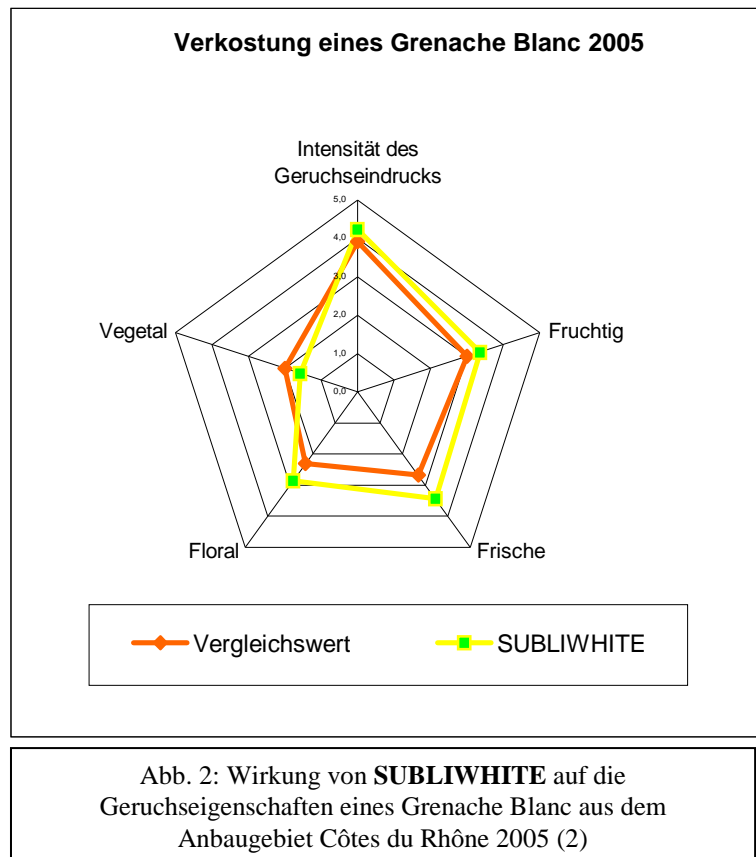 Verkostung eines Grenache Blanc 2005
Intensität des
Geruchseindrucks
5,0
4,0
3,0
2,0
1,0
0,0
Vegetal
Fruchtig
Floral
Frische
Vergleichswert
SUBLIWHITE
Abb. 2: Wirkung von SUBLIWHITE auf die
Geruchseigenschaften eines Grenache Blanc aus dem
Anbaugebiet Côtes du Rhône 2005 (2)